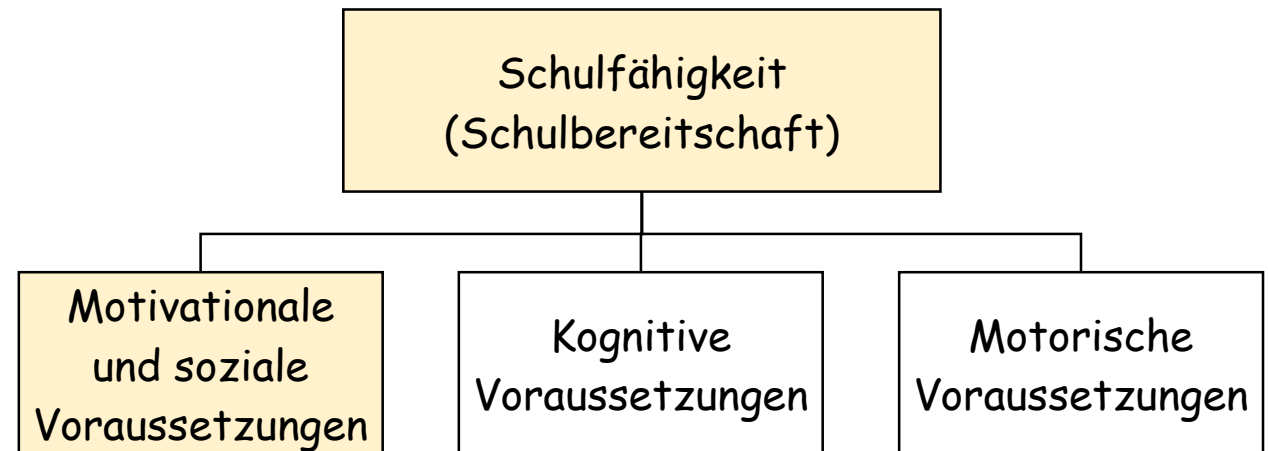 Schulfähigkeit
(Schulbereitschaft)
Motivationale
und soziale
Voraussetzungen
Kognitive
Voraussetzungen
Motorische
Voraussetzungen